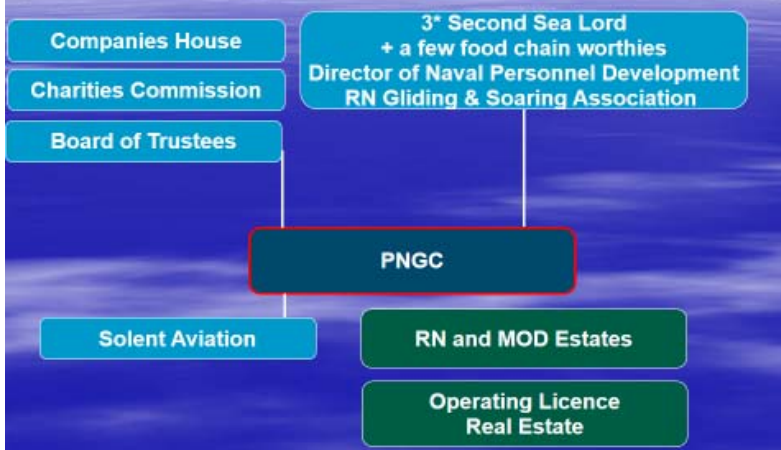 Companies House
Charities Commission
Board of Trustees
3* Second Sea Lord
+ a few food chain worthies
Director of Naval Personnel Development
RN Gliding & Soaring Association
PNGC
Solent Aviation
RN and MOD Estates
Operating Licence
Real Estate